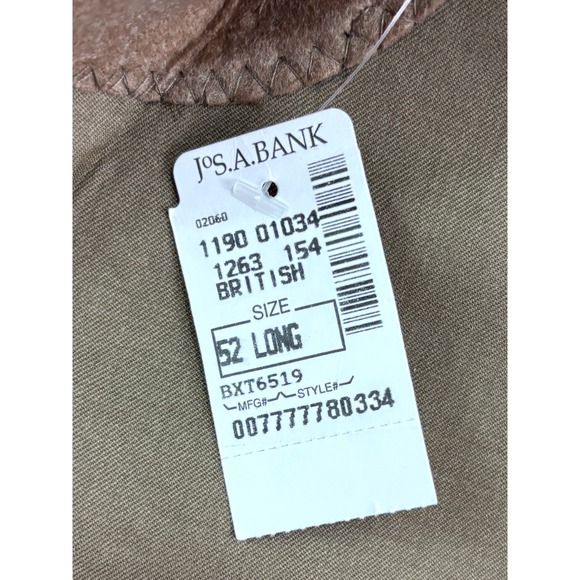 JoS.A.BANK
02060
1190 01034
1263 154
BRITISH
SIZE
52 LONG
BXT6519
MFG# STYLE#
007777780334